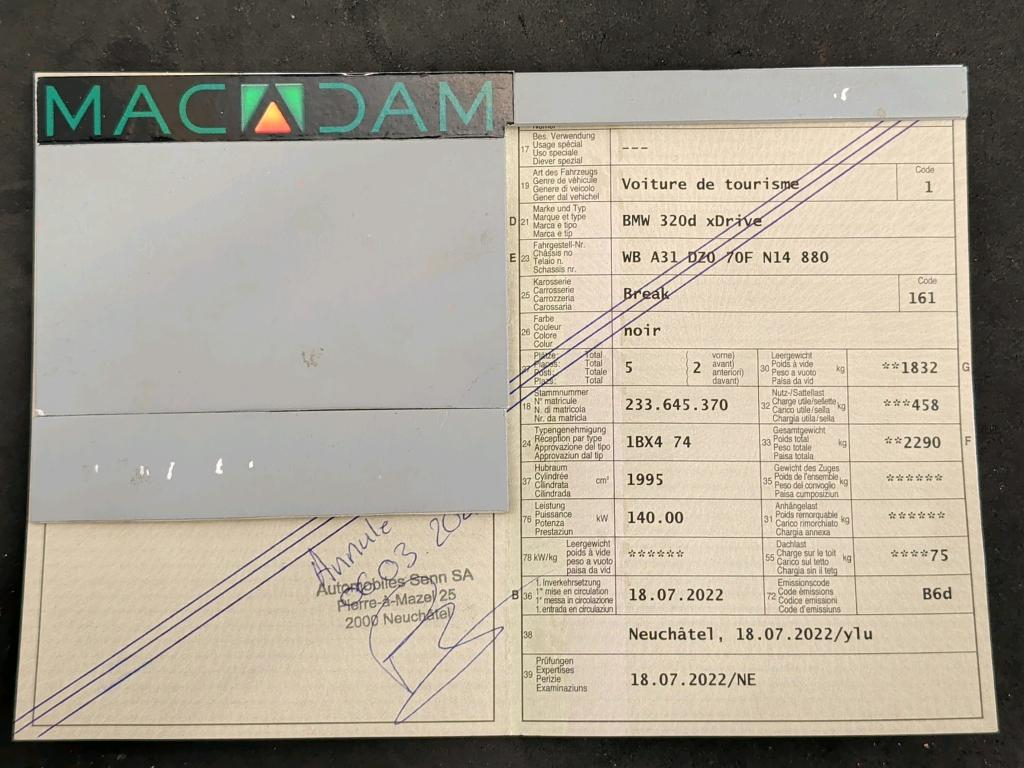 MACADAM
Annulé
Automobiles Senn SA
Pierre-à-Mazel 25
2000 Neuchâtel
17 Bes. Verwendung
Usage spécial
Uso speciale
Diever spezial
---
19 Art des Fahrzeugs
Genre de véhicule
Genere di veicolo
Gener dal vehichel
Voiture de tourisme
Code
1
D 21 Marke und Typ
Marque et type
Marca e tipo
Marca e tip
BMW 320d xDrive
E 23 Fahrgestell-Nr.
Châssis no
Telaio n.
Schassis nr.
WB A31 DZ0 70F N14 880
25 Karosserie
Carrosserie
Carrozzeria
Carossaria
Break
Code
161
26 Farbe
Couleur
Colore
Colur
noir
27 Plätze: Total
Places: Total
Posti: Totale
Plazs: Total
5
2
vorne)
avant)
anteriori)
davant)
30 Leergewicht
Poids à vide
Peso a vuoto
Paisa da vid
kg
**1832
G
18 Stammnummer
N° matricule
N. di matricola
Nr. da matricla
233.645.370
32 Nutz-/Sattellast
Charge utile/sellette
Carico utile/sella
Chargia utila/sella
kg
***458
24 Typengenehmigung
Réception par type
Approvazione del tipo
Approvaziun dal tip
1BX4 74
33 Gesamtgewicht
Poids total
Peso totale
Paisa totala
kg
**2290
F
37 Hubraum
Cylindrée
Cilindrata
Cilindrada
cm³
1995
35 Gewicht des Zuges
Poids de l'ensemble
Peso del convoglio
Paisa cumposiziun
kg
******
76 Leistung
Puissance
Potenza
Prestaziun
kW
140.00
31 Anhängelast
Poids remorquable
Carico rimorchiato
Chargia annexa
kg
******
78 kW/kg
Leergewicht
poids à vide
peso a vuoto
paisa da vid
******
55 Dachlast
Charge sur le toit
Carico sul tetto
Chargia sin il tetg
kg
****75
B 36 1. Inverkehrsetzung
1re mise en circulation
1a messa in circolazione
1. entrada en circulaziun
18.07.2022
72 Emissionscode
Code émissions
Codice emissioni
Code d'emissiuns
B6d
38
Neuchâtel, 18.07.2022/ylu
39 Prüfungen
Expertises
Perizie
Examinaziuns
18.07.2022/NE